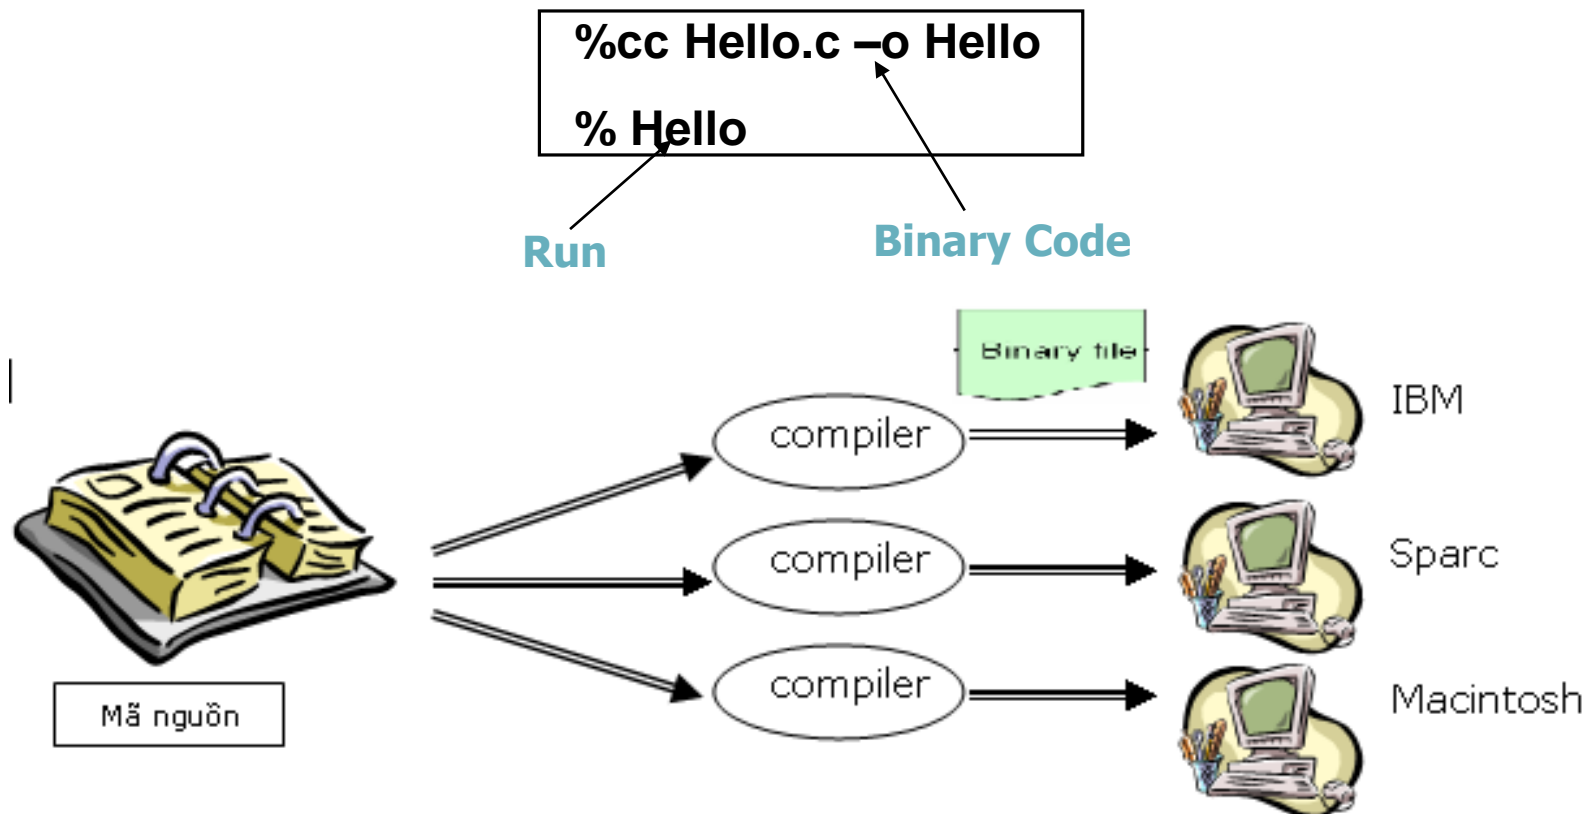 %cc Hello.c –o Hello
% Hello
Run
Binary Code
Binary file
compiler
IBM
compiler
Sparc
compiler
Macintosh
Mã nguồn